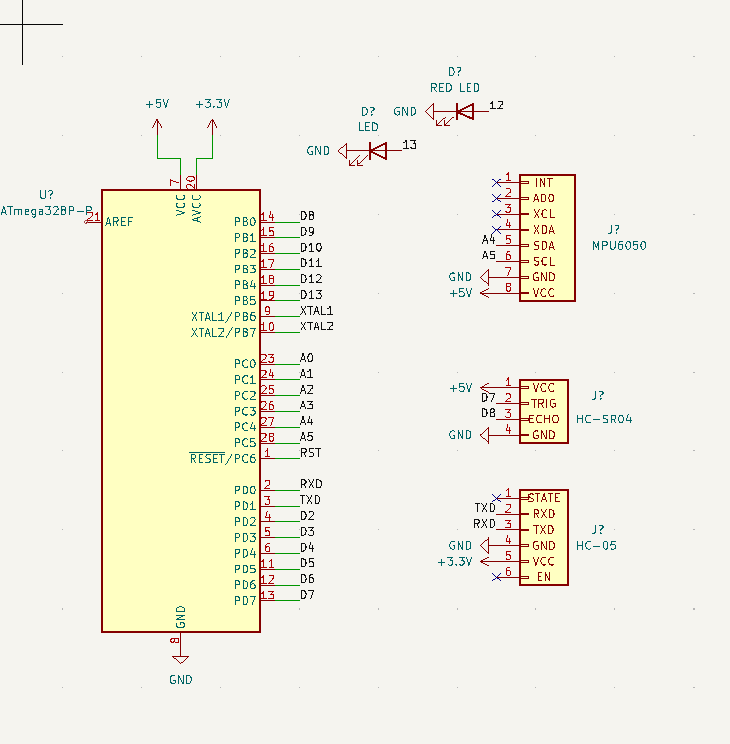 D?
RED LED
GND
12
D?
LED
GND
13
+5V
+3.3V
U?
ATmega328P-P
7
20
VCC
AVCC
21
AREF
PB0 14 D8
PB1 15 D9
PB2 16 D10
PB3 17 D11
PB4 18 D12
PB5 19 D13
XTAL1/PB6 9 XTAL1
XTAL2/PB7 10 XTAL2
PC0 23 A0
PC1 24 A1
PC2 25 A2
PC3 26 A3
PC4 27 A4
PC5 28 A5
RESET/PC6 1 RST
PD0 2 RXD
PD1 3 TXD
PD2 4 D2
PD3 5 D3
PD4 6 D4
PD5 11 D5
PD6 12 D6
PD7 13 D7
GND
8
GND
1 INT
2 ADO
3 XCL
4 XDA
A4 5 SDA
A5 6 SCL
GND 7 GND
+5V 8 VCC
J?
MPU6050
+5V 1 VCC
D7 2 TRIG
D8 3 ECHO
GND 4 GND
J?
HC-SR04
1 STATE
TXD 2 RXD
RXD 3 TXD
GND 4 GND
+3.3V 5 VCC
6 EN
J?
HC-05